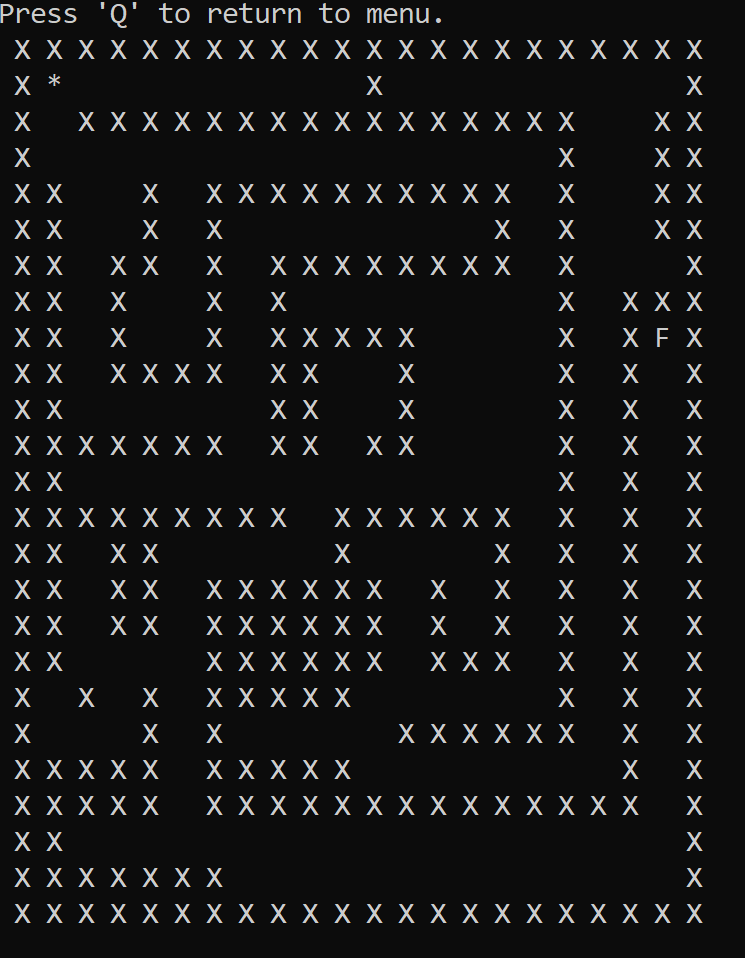 Press 'Q' to return to menu.
 X X X X X X X X X X X X X X X X X X X X X X
 X *                   X                   X
 X   X X X X X X X X X X X X X X X X     X X
 X                                 X     X X
 X X     X   X X X X X X X X X X   X     X X
 X X     X   X                 X   X     X X
 X X   X X   X   X X X X X X X X   X       X
 X X   X     X   X                 X   X X X
 X X   X     X   X X X X X         X   X F X
 X X   X X X X   X X     X         X   X   X
 X X             X X     X         X   X   X
 X X X X X X X   X X   X X         X   X   X
 X X                               X   X   X
 X X X X X X X X X   X X X X X X   X   X   X
 X X   X X           X         X   X   X   X
 X X   X X   X X X X X X   X   X   X   X   X
 X X   X X   X X X X X X   X   X   X   X   X
 X X         X X X X X X   X X X   X   X   X
 X   X   X   X X X X X             X   X   X
 X       X   X           X X X X X X   X   X
 X X X X X   X X X X X                 X   X
 X X X X X   X X X X X X X X X X X X X X   X
 X X                                       X
 X X X X X X X                             X
 X X X X X X X X X X X X X X X X X X X X X X